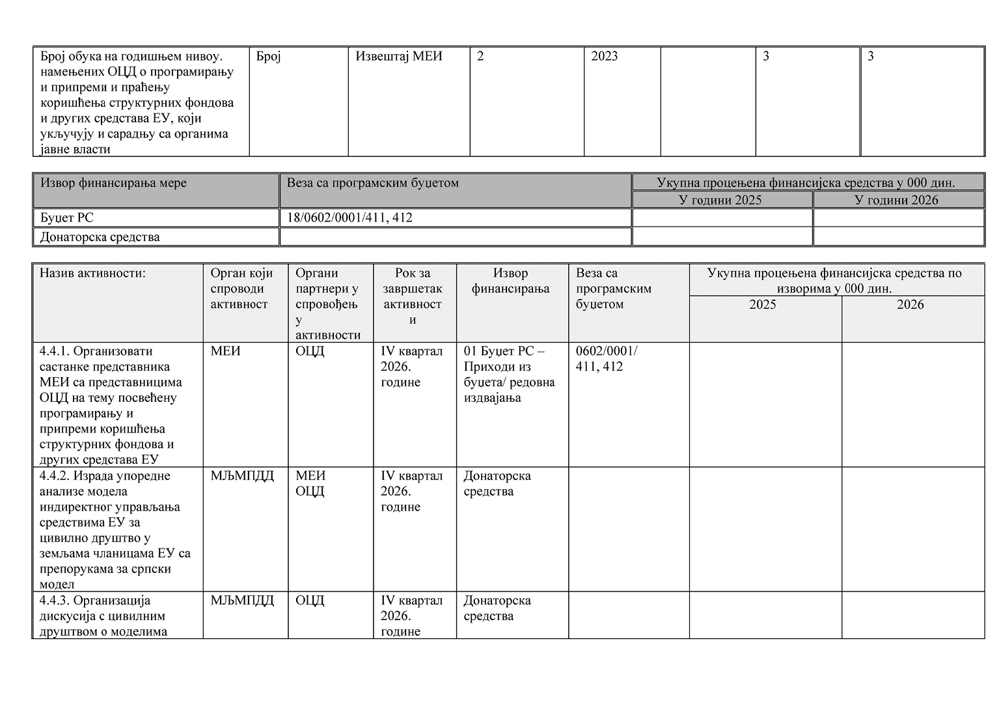 Број обука на годишњем нивоу. Број Извештај МЕИ 2 2023 3 3
намењених ОЦД о програмирању
и припреми и праћењу
коришћења структурних фондова
и других средстава ЕУ, који
укључују и сарадњу са органима
јавне власти
Извор финансирања мере Веза са програмским буџетом Укупна процењена финансијска средства у 000 дин.
У години 2025 У години 2026
Буџет РС 18/0602/0001/411, 412
Донаторска средства
Назив активности: Орган који Органи Рок за Извор Веза са Укупна процењена финансијска средства по
спроводи партнери у завршетак финансирања програмским изворима у 000 дин.
активност спровођењ активност буџетом 2025 2026
у и
активности
4.4.1. Организовати МЕИ ОЦД IV квартал 01 Буџет РС – 0602/0001/
састанке представника 2026. Приходи из 411, 412
МЕИ са представницима године буџета/ редовна
ОЦД на тему посвећену издвајања
програмирању и
припреми коришћења
структурних фондова и
других средстава ЕУ
4.4.2. Израда упоредне МЉМПДД МЕИ IV квартал Донаторска
анализе модела ОЦД 2026. средства
индиректног управљања године
средствима ЕУ за
цивилно друштво у
земљама чланицама ЕУ са
препорукама за српски
модел
4.4.3. Организација МЉМПДД ОЦД IV квартал Донаторска
дискусија с цивилним 2026. средства
друштвом о моделима године